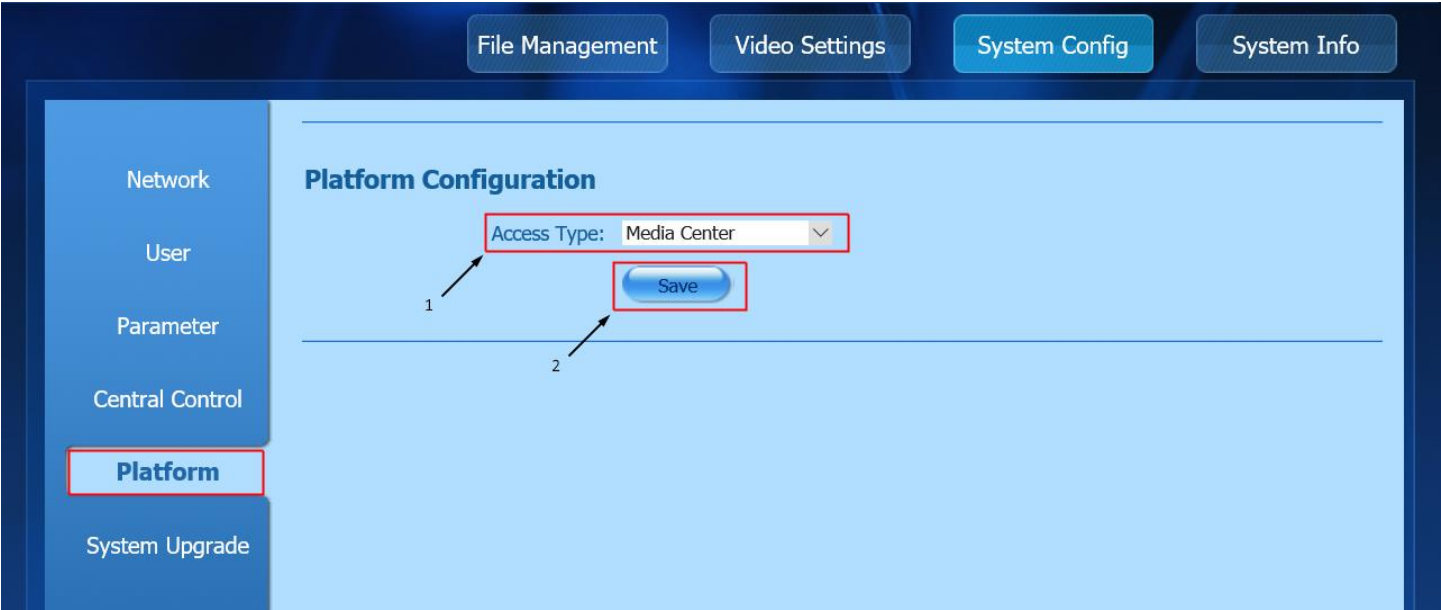 File Management Video Settings System Config System Info
Network
User
Parameter
Central Control
Platform
System Upgrade
Platform Configuration
Access Type: Media Center
Save
1
2